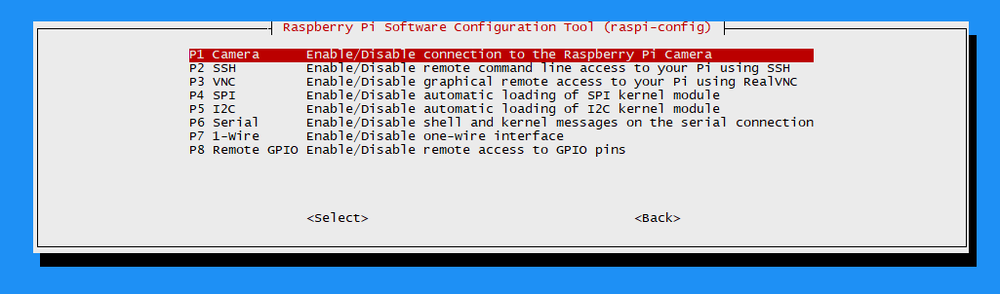 Raspberry Pi Software Configuration Tool (raspi-config)
P1 Camera Enable/Disable connection to the Raspberry Pi Camera
P2 SSH Enable/Disable remote command line access to your Pi using SSH
P3 VNC Enable/Disable graphical remote access to your Pi using RealVNC
P4 SPI Enable/Disable automatic loading of SPI kernel module
P5 I2C Enable/Disable automatic loading of I2C kernel module
P6 Serial Enable/Disable shell and kernel messages on the serial connection
P7 1-Wire Enable/Disable one-wire interface
P8 Remote GPIO Enable/Disable remote access to GPIO pins
<Select> <Back>